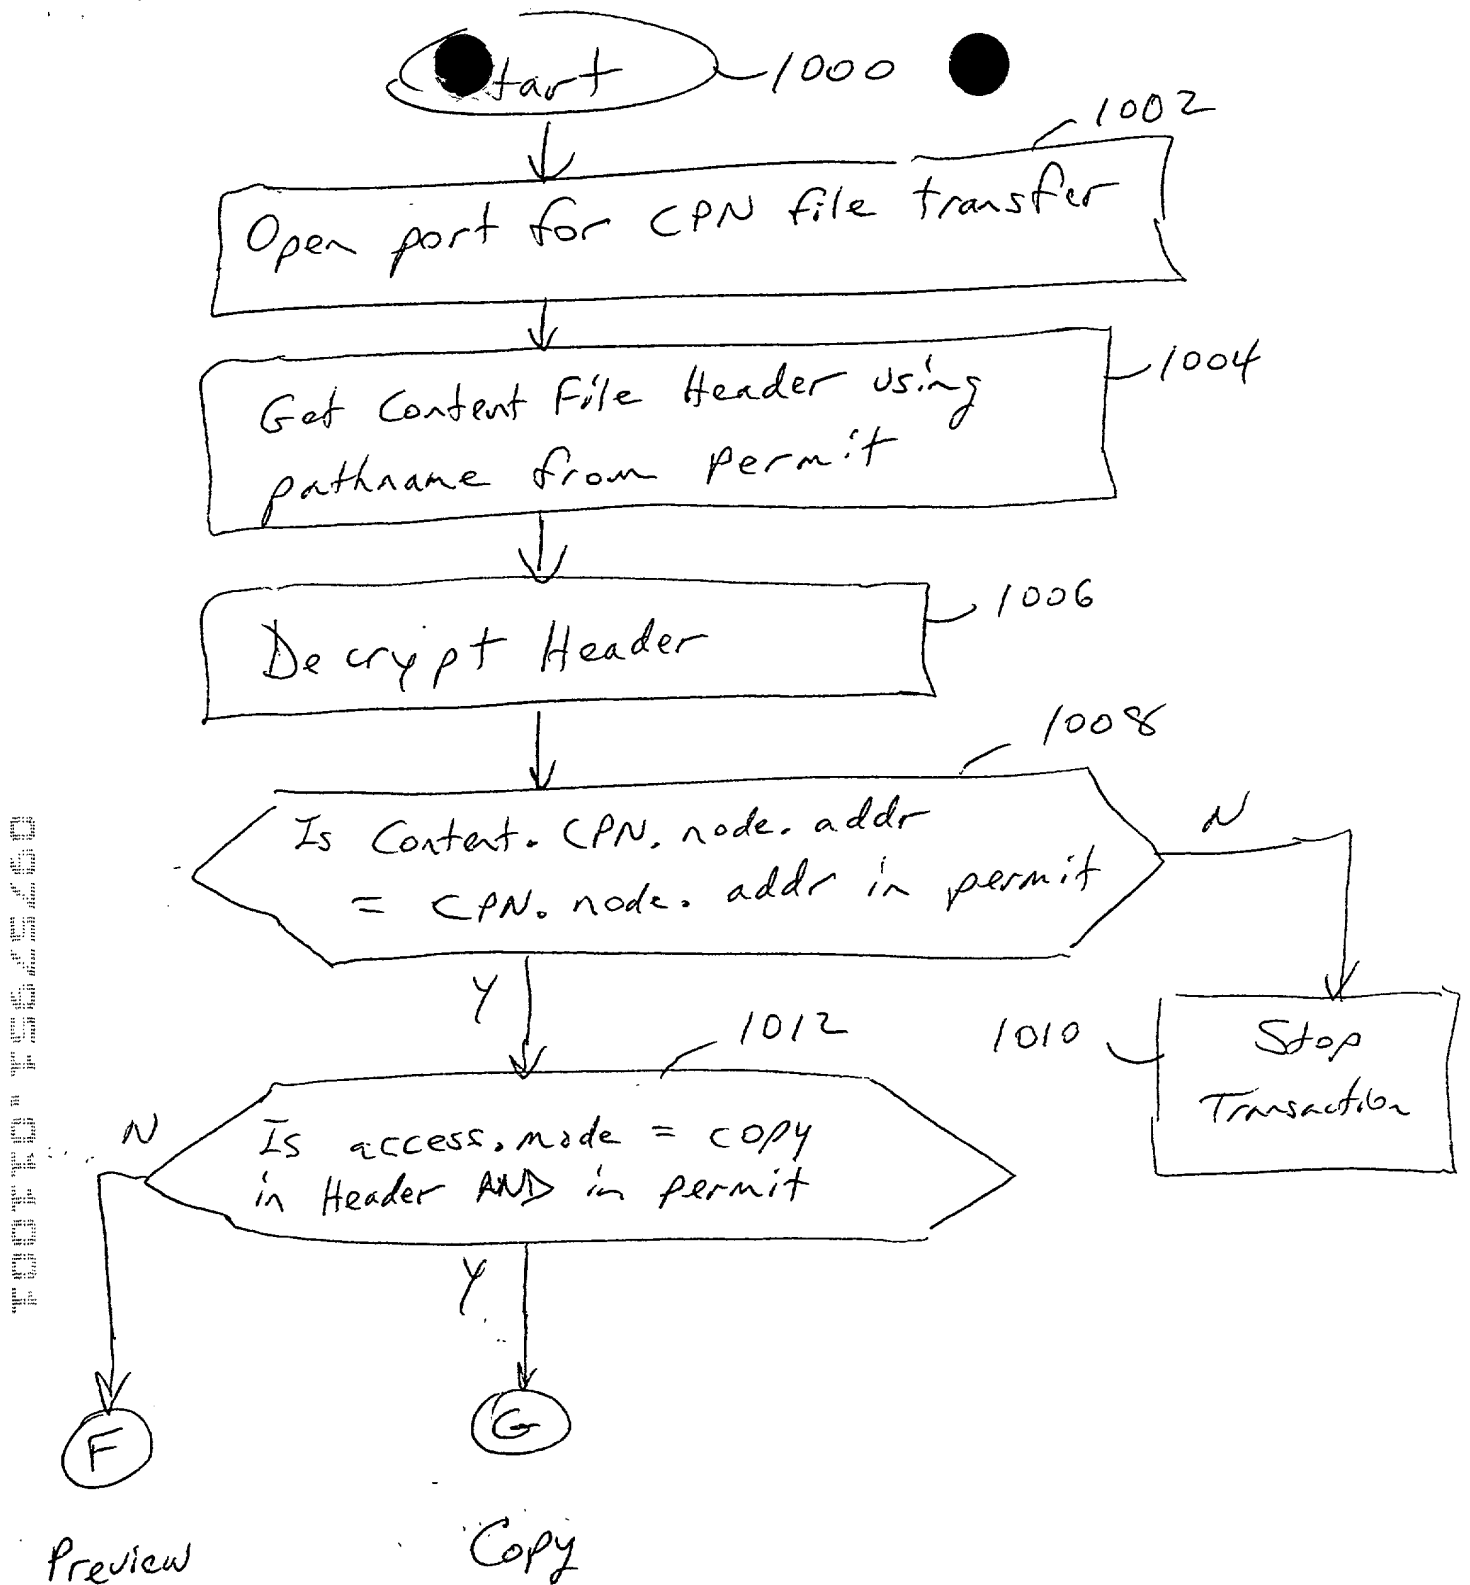 Start 1000
1002
Open port for CPN file transfer
1004
Get Content File Header using
pathname from permit
1006
Decrypt Header
1008
Is Content.CPN.node.addr
= CPN.node.addr in permit
N
Y
1010
Stop
Transaction
1012
N
Is access.mode = copy
in Header AND in permit
Y
F
G
Preview
Copy
09757951.011001